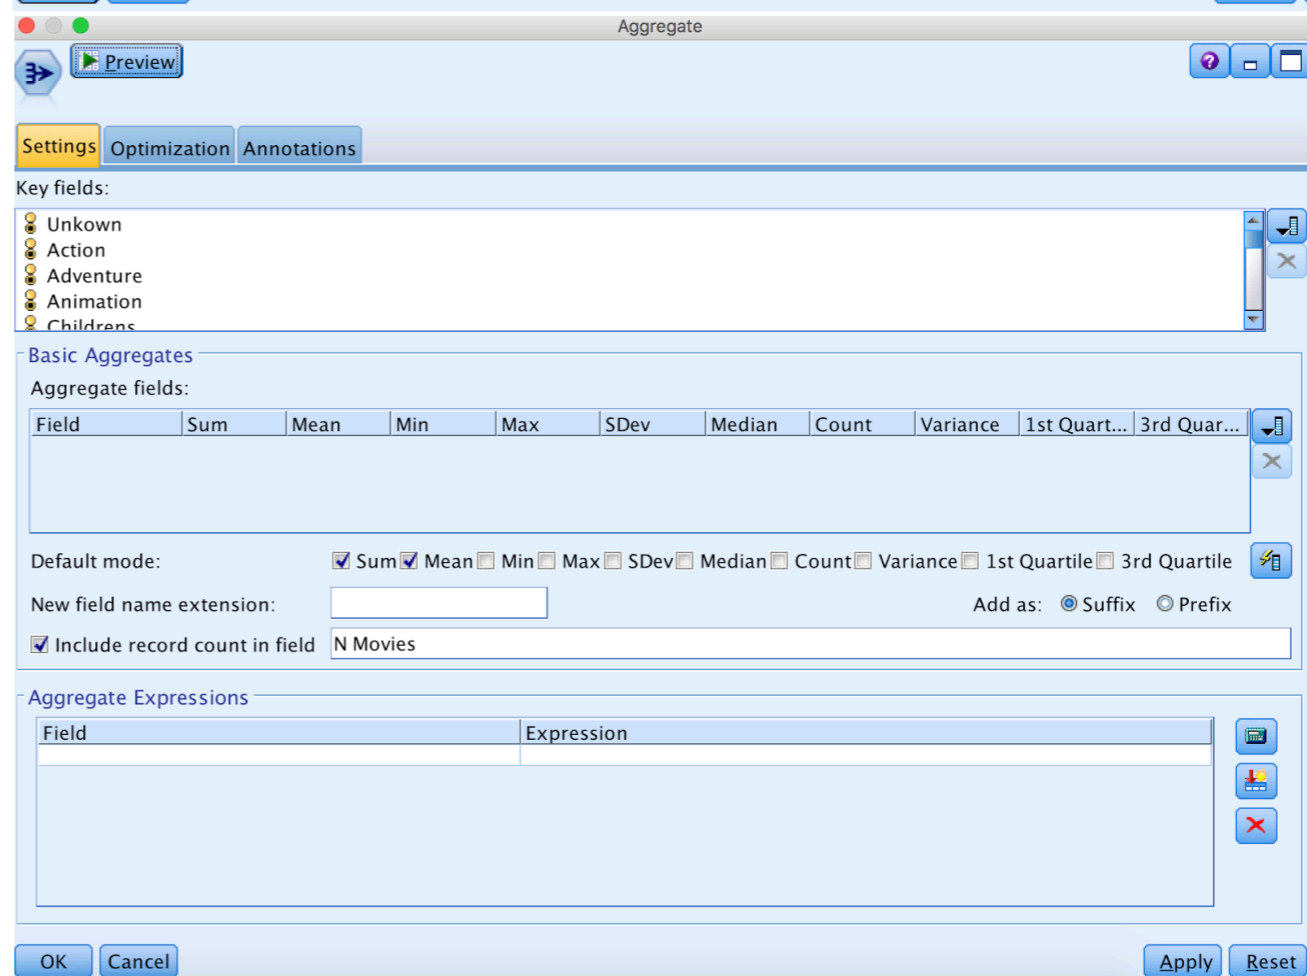 Aggregate
Preview
Settings Optimization Annotations
Key fields:
Unkown
Action
Adventure
Animation
Childrens
Basic Aggregates
Aggregate fields:
Field Sum Mean Min Max SDev Median Count Variance 1st Quart... 3rd Quar...
Default mode: Sum Mean Min Max SDev Median Count Variance 1st Quartile 3rd Quartile
New field name extension: Add as: Suffix Prefix
Include record count in field N Movies
Aggregate Expressions
Field Expression
OK Cancel Apply Reset